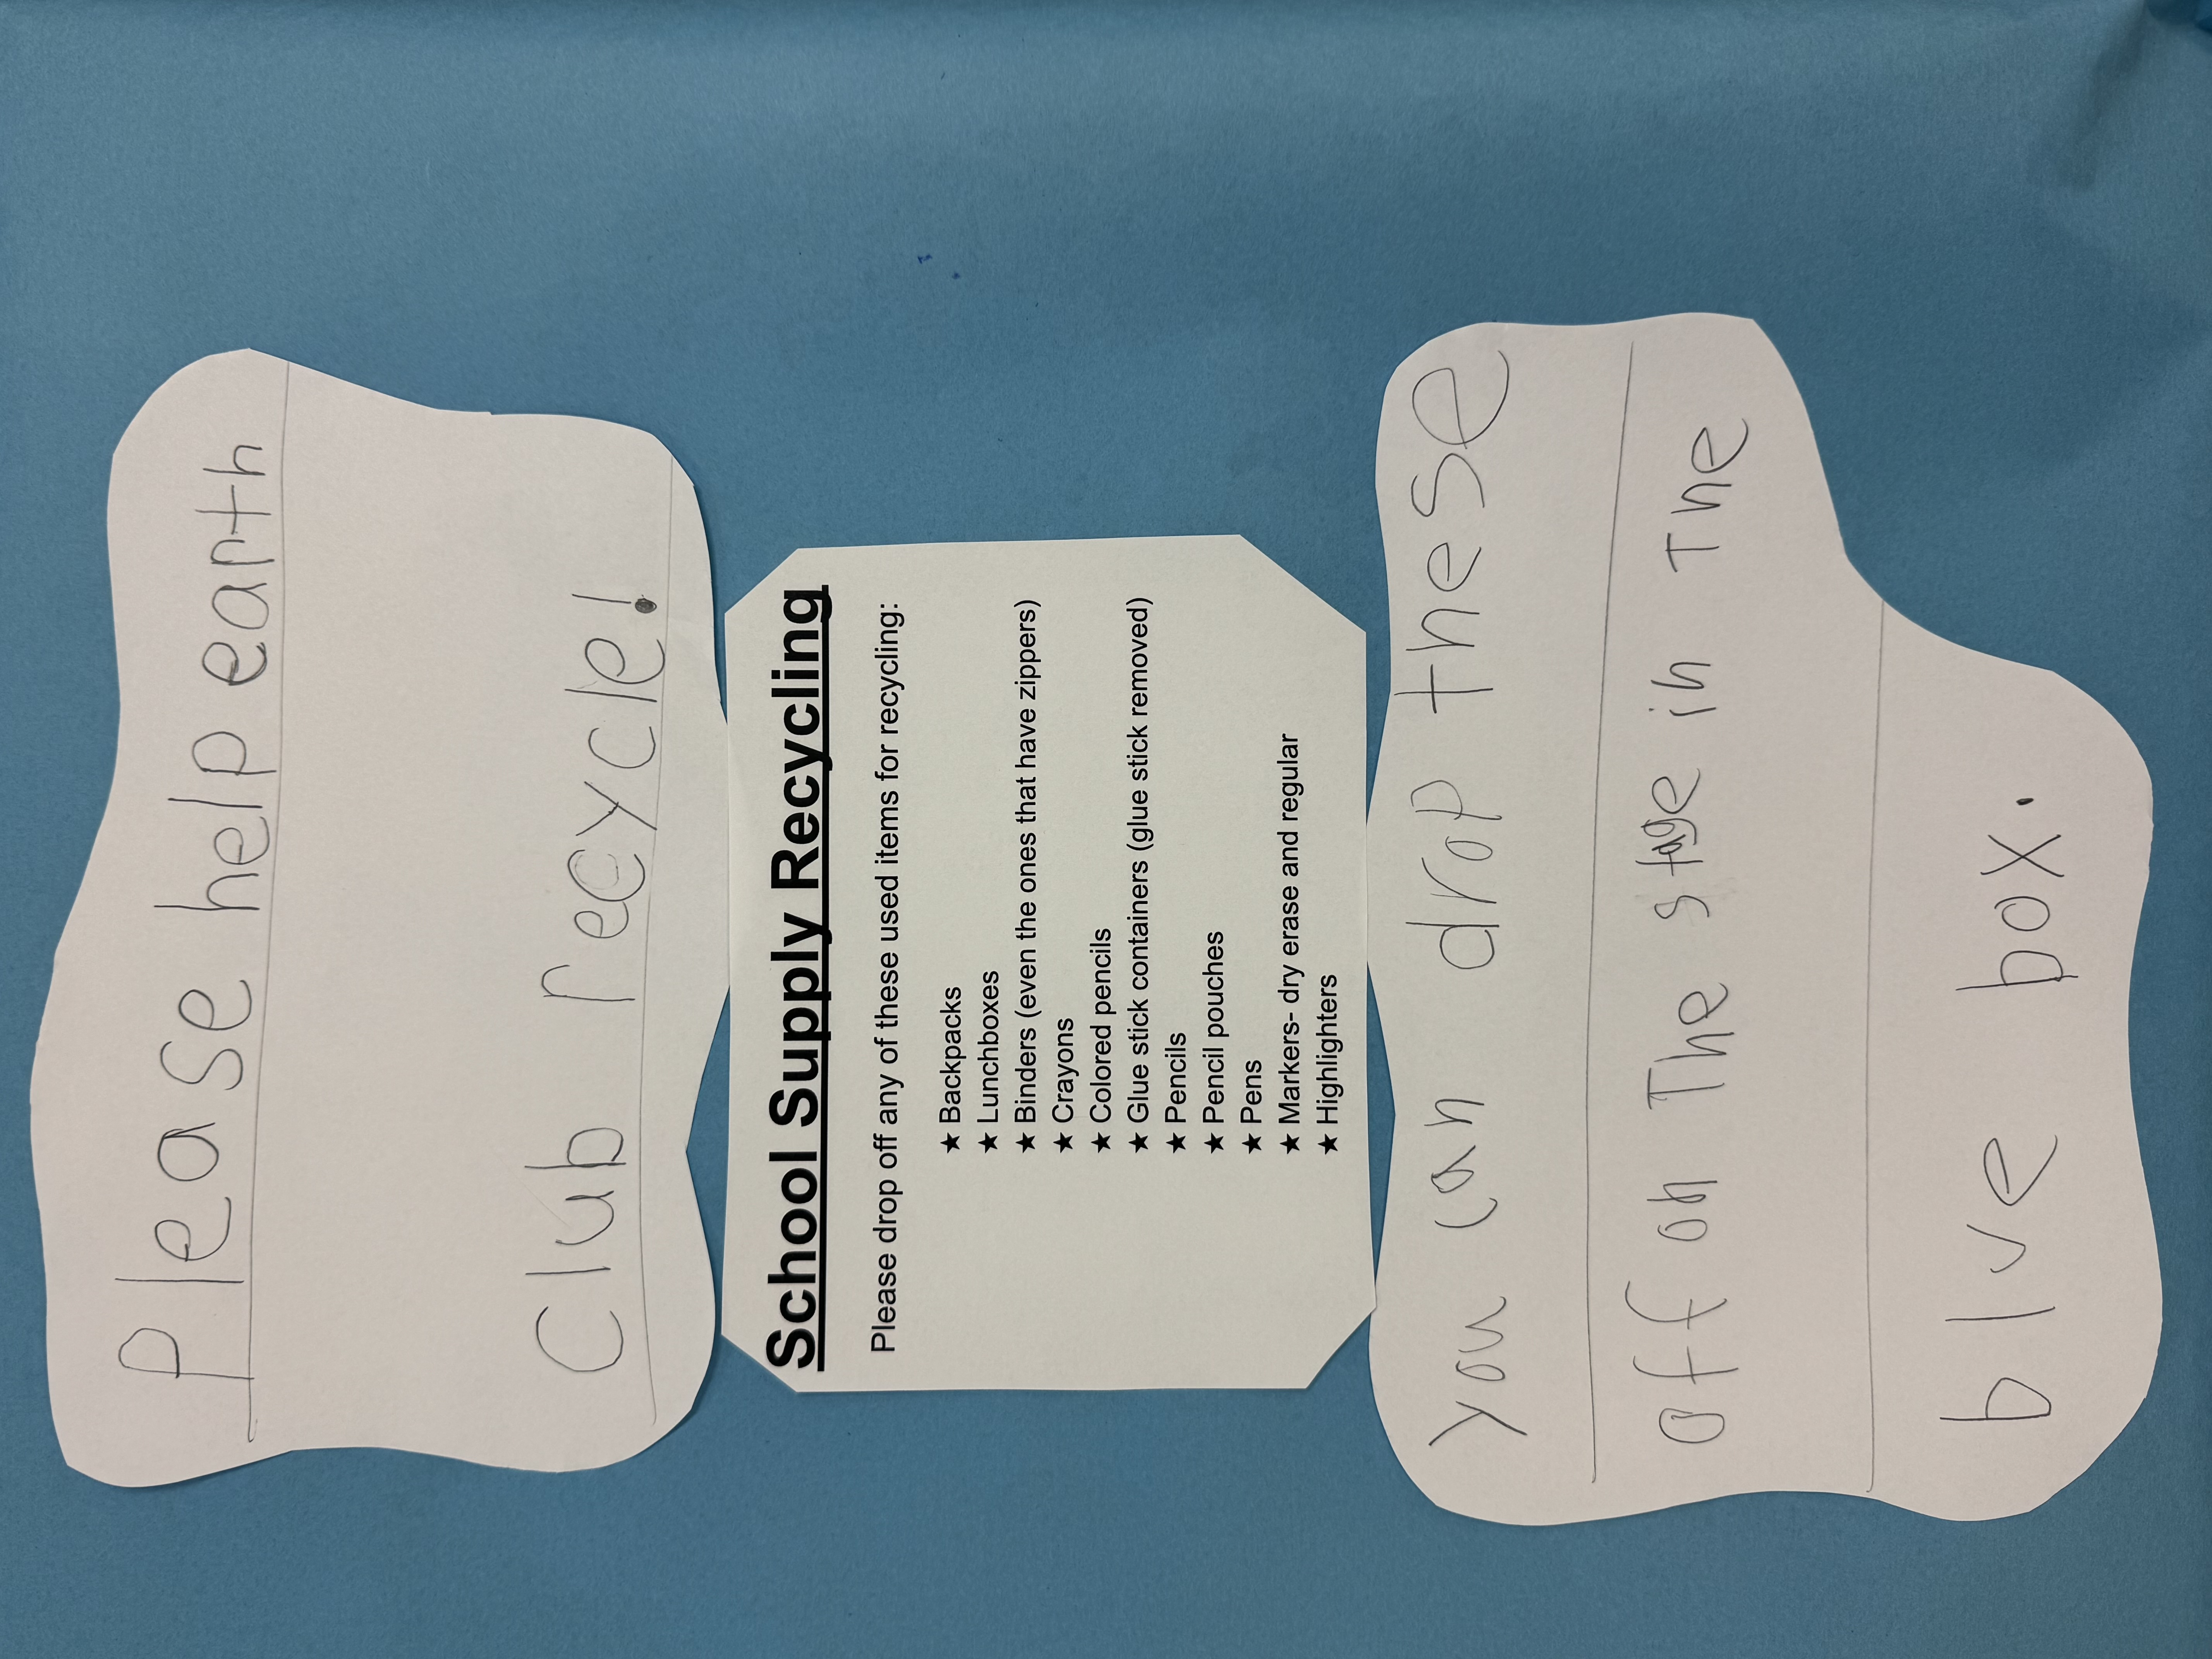 Please help earth
Club recycle!
School Supply Recycling
Please drop off any of these used items for recycling:
★ Backpacks
★ Lunchboxes
★ Binders (even the ones that have zippers)
★ Crayons
★ Colored pencils
★ Glue stick containers (glue stick removed)
★ Pencils
★ Pencil pouches
★ Pens
★ Markers- dry erase and regular
★ Highlighters
you can drop these
off on The stage in The
blue box.